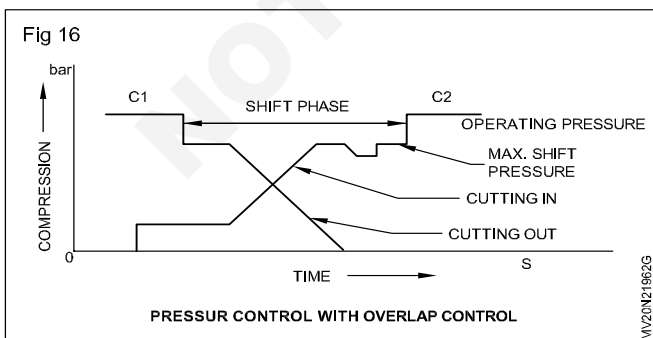 Fig 16
bar
C1
SHIFT PHASE
C2
OPERATING PRESSURE
MAX. SHIFT
PRESSURE
COMPRESSION
CUTTING IN
CUTTING OUT
0
TIME
S
PRESSUR CONTROL WITH OVERLAP CONTROL
MV20N21962G
NOT